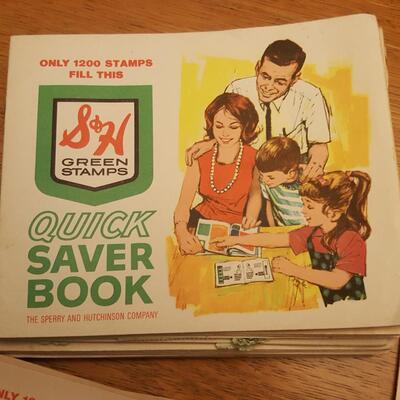 ONLY 1200 STAMPS
FILL THIS
S&H
GREEN
STAMPS
QUICK
SAVER
BOOK
THE SPERRY AND HUTCHINSON COMPANY